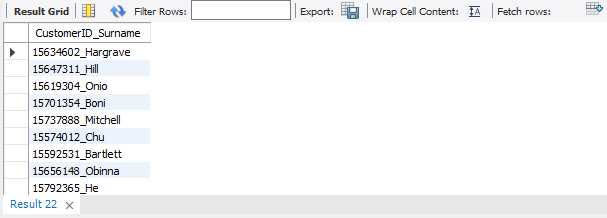 Result Grid Filter Rows: Export: Wrap Cell Content: Fetch rows:
CustomerID_Surname
15634602_Hargrave
15647311_Hill
15619304_Onio
15701354_Boni
15737888_Mitchell
15574012_Chu
15592531_Bartlett
15656148_Obinna
15792365_He
Result 22